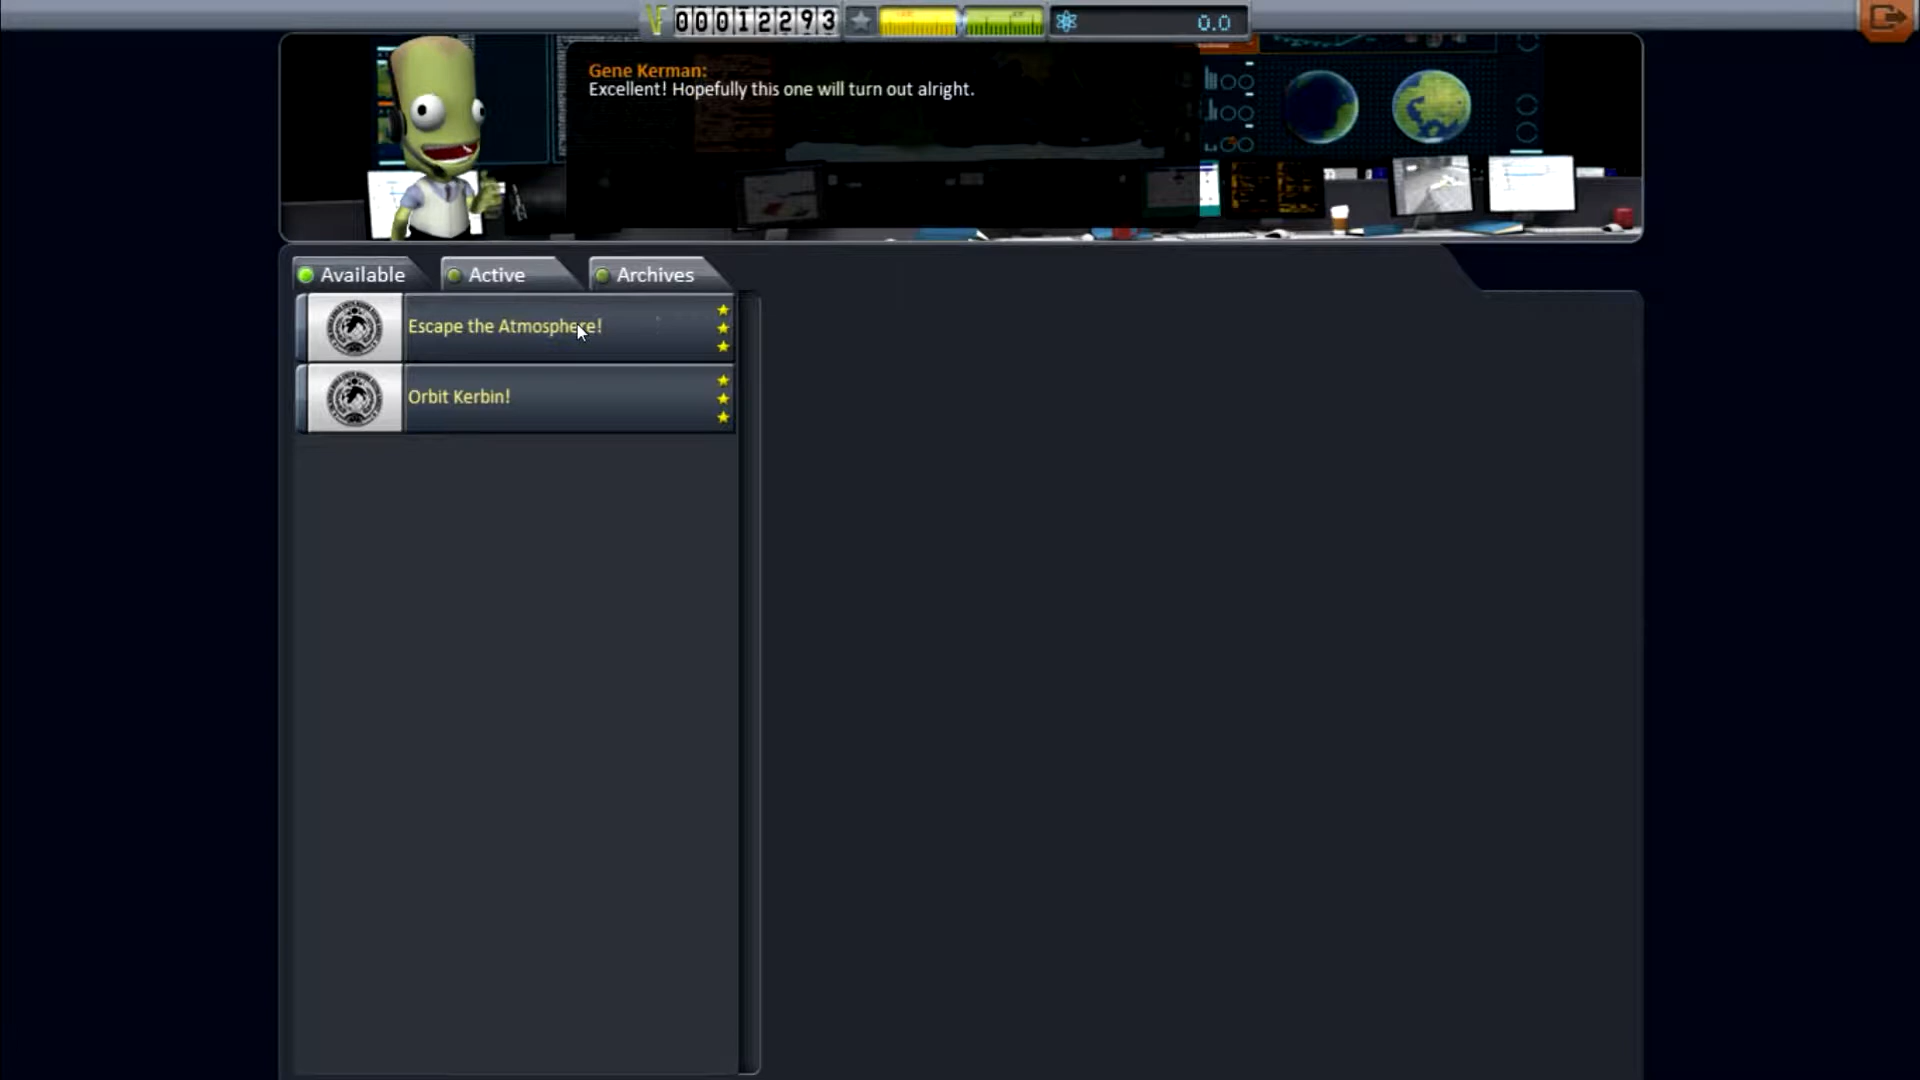 00012293
0.0
Gene Kerman:
Excellent! Hopefully this one will turn out alright.
Available
Active
Archives
Escape the Atmosphere!
Orbit Kerbin!